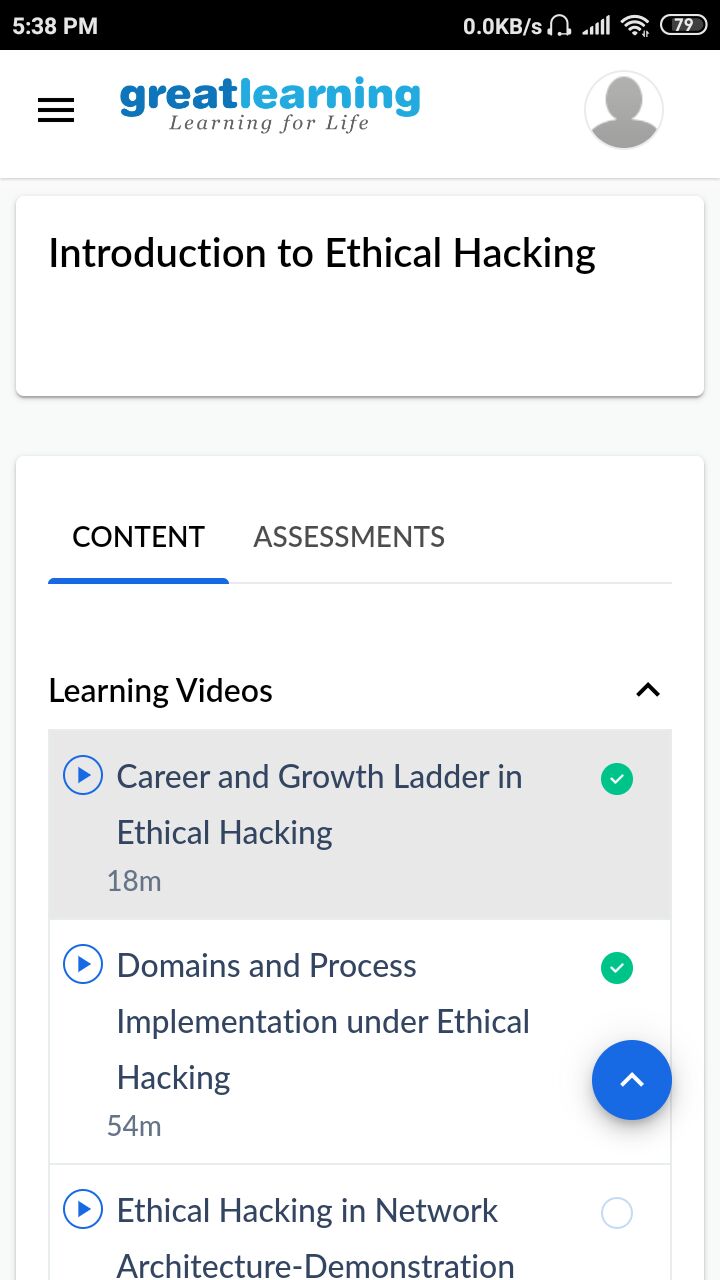 5:38 PM
0.0KB/s
79
greatlearning
Learning for Life
Introduction to Ethical Hacking
CONTENT
ASSESSMENTS
Learning Videos
Career and Growth Ladder in
Ethical Hacking
18m
Domains and Process
Implementation under Ethical
Hacking
54m
Ethical Hacking in Network
Architecture-Demonstration